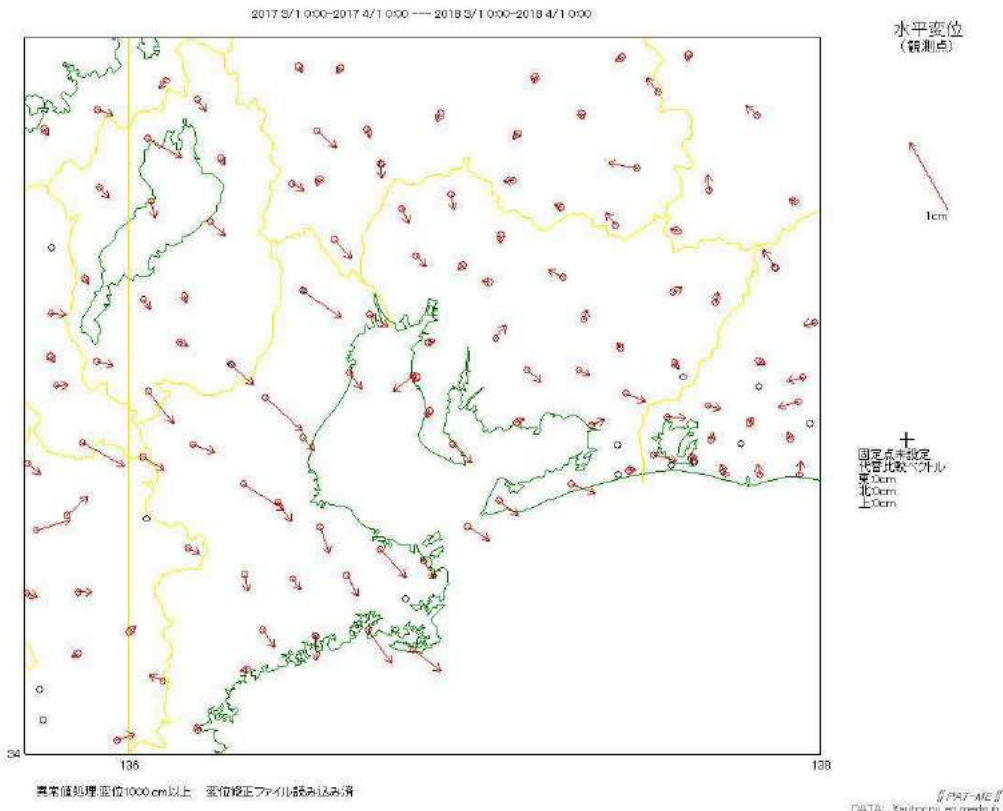 2017 3/1 0:00-2017 4/1 0:00 --- 2018 3/1 0:00-2018 4/1 0:00
水平変位
(観測点)
1cm
固定点未設定
代替比較ベクトル
東:0cm
北:0cm
上:0cm
34
136
138
異常値処理:変位1000 cm以上 変位修正ファイル読み込み済
// PAT-ME //